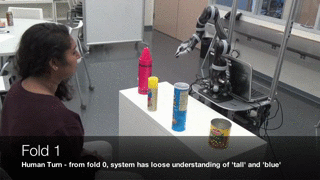 Fold 1
Human Turn - from fold 0, system has loose understanding of 'tall' and 'blue'